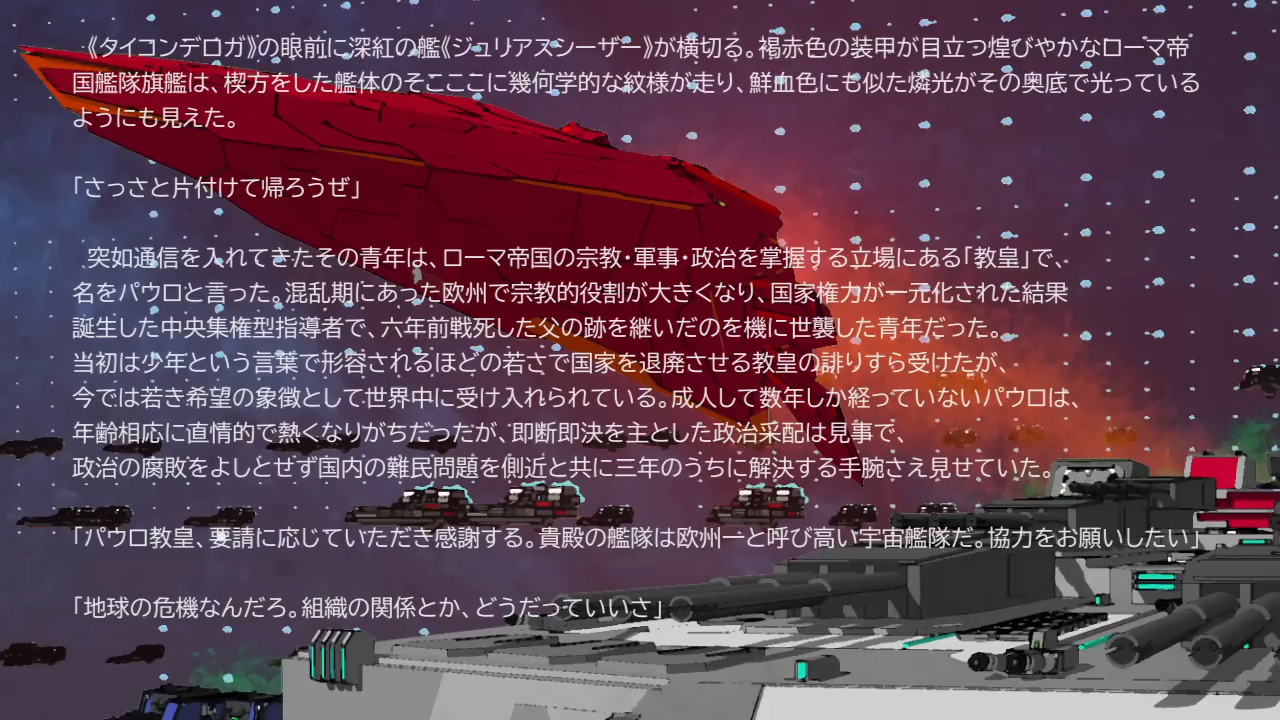 《タイコンデロガ》の眼前に深紅の艦《ジュリアスシーザー》が横切る。褐赤色の装甲が目立つ煌びやかなローマ帝
国艦隊旗艦は、楔方をした艦体のそこここに幾何学的な紋様が走り、鮮血色にも似た燐光がその奥底で光っている
ようにも見えた。
「さっさと片付けて帰ろうぜ」
突如通信を入れてきたその青年は、ローマ帝国の宗教・軍事・政治を掌握する立場にある「教皇」で、
名をパウロと言った。混乱期にあった欧州で宗教的役割が大きくなり、国家権力が一元化された結果
誕生した中央集権型指導者で、六年前戦死した父の跡を継いだのを機に世襲した青年だった。
当初は少年という言葉で形容されるほどの若さで国家を退廃させる教皇の誹りすら受けたが、
今では若き希望の象徴として世界中に受け入れられている。成人して数年しか経っていないパウロは、
年齢相応に直情的で熱くなりがちだったが、即断即決を主とした政治采配は見事で、
政治の腐敗をよしとせず国内の難民問題を側近と共に三年のうちに解決する手腕さえ見せていた。
「パウロ教皇、要請に応じていただき感謝する。貴殿の艦隊は欧州一と呼び高い宇宙艦隊だ。協力をお願いしたい」
「地球の危機なんだろ。組織の関係とか、どうだっていいさ」